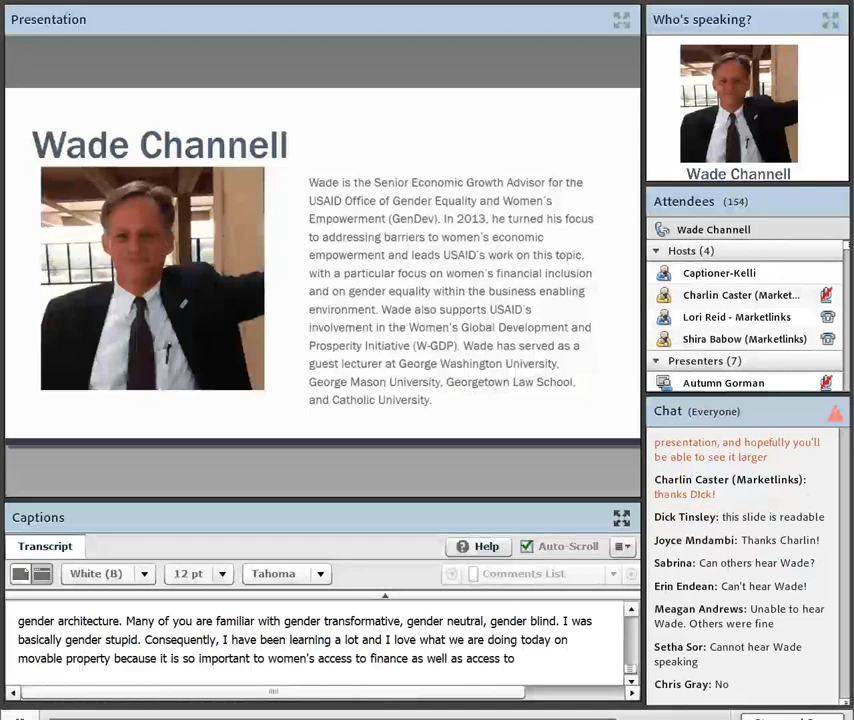 Presentation
Wade Channell
Wade is the Senior Economic Growth Advisor for the
USAID Office of Gender Equality and Women's
Empowerment (GenDev). In 2013, he turned his focus
to addressing barriers to women's economic
empowerment and leads USAID's work on this topic,
with a particular focus on women's financial inclusion
and on gender equality within the business enabling
environment. Wade also supports USAID's
involvement in the Women's Global Development and
Prosperity Initiative (W-GDP). Wade has served as a
guest lecturer at George Washington University,
George Mason University, Georgetown Law School,
and Catholic University.
Captions
Transcript
Help
Auto-Scroll
White (B)
12 pt
Tahoma
Comments List
gender architecture. Many of you are familiar with gender transformative, gender neutral, gender blind. I was
basically gender stupid. Consequently, I have been learning a lot and I love what we are doing today on
movable property because it is so important to women's access to finance as well as access to
Who's speaking?
Wade Channell
Attendees (154)
Wade Channell
Hosts (4)
Captioner-Kelli
Charlin Caster (Market...
Lori Reid - Marketlinks
Shira Babow (Marketlinks)
Presenters (7)
Autumn Gorman
Chat (Everyone)
presentation, and hopefully you'll
be able to see it larger
Charlin Caster (Marketlinks):
thanks DIck!
Dick Tinsley: this slide is readable
Joyce Mndambi: Thanks Charlin!
Sabrina: Can others hear Wade?
Erin Endean: Can't hear Wade!
Meagan Andrews: Unable to hear
Wade. Others were fine
Setha Sor: Cannot hear Wade
speaking
Chris Gray: No